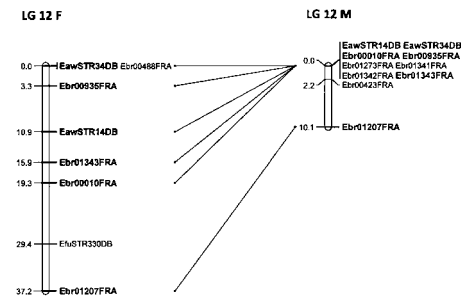 LG 12 F
0.0 EawSTR34DB Ebr00488FRA
3.3 Ebr00935FRA
10.9 EawSTR14DB
15.9 Ebr01343FRA
19.3 Ebr00010FRA
29.4 EfuSTR330DB
37.2 Ebr01207FRA
LG 12 M
EawSTR14DB EawSTR34DB
0.0 Ebr00010FRA Ebr00935FRA
Ebr01273FRA Ebr01341FRA
Ebr01342FRA Ebr01343FRA
2.2 Ebr00423FRA
10.1 Ebr01207FRA